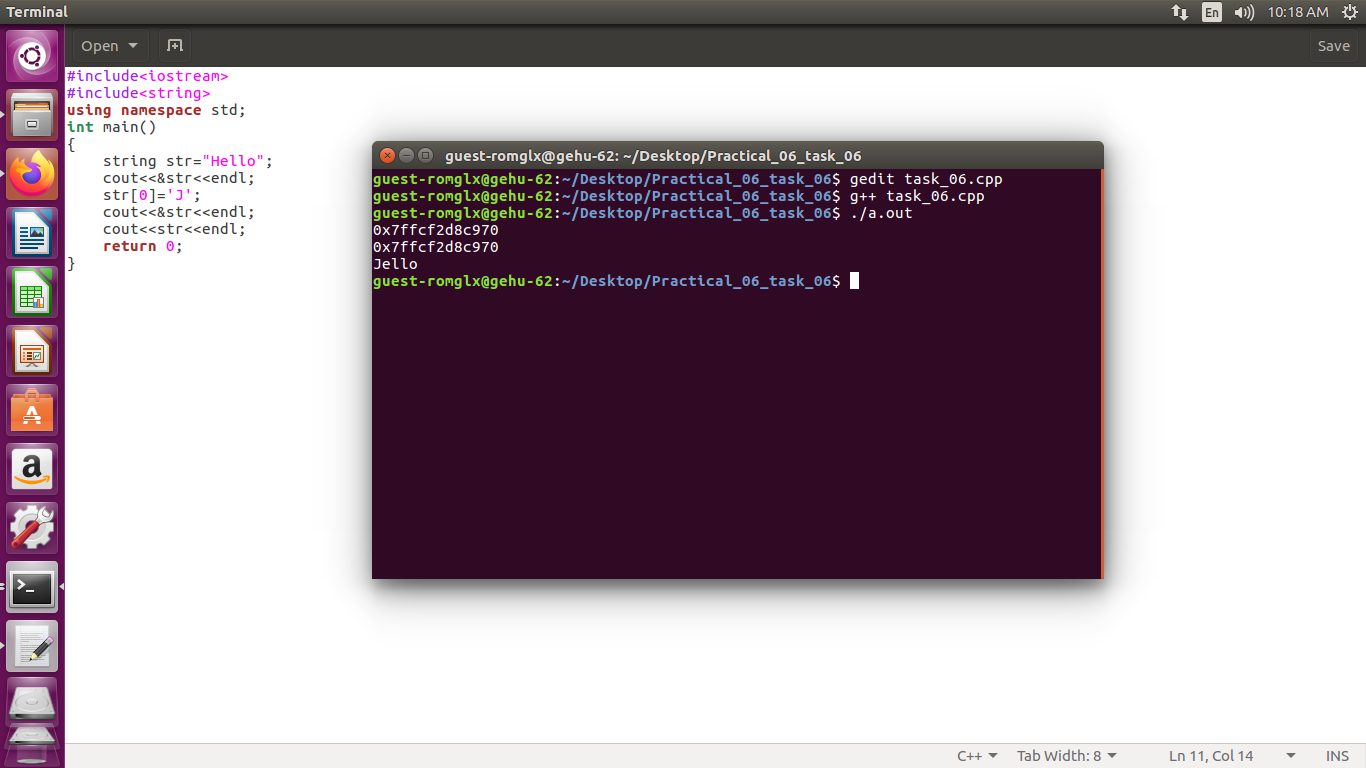 Terminal
En
10:18 AM
Open
Save
#include<iostream>
#include<string>
using namespace std;
int main()
{
    string str="Hello";
    cout<<&str<<endl;
    str[0]='J';
    cout<<&str<<endl;
    cout<<str<<endl;
    return 0;
}
guest-romglx@gehu-62: ~/Desktop/Practical_06_task_06
guest-romglx@gehu-62:~/Desktop/Practical_06_task_06$ gedit task_06.cpp
guest-romglx@gehu-62:~/Desktop/Practical_06_task_06$ g++ task_06.cpp
guest-romglx@gehu-62:~/Desktop/Practical_06_task_06$ ./a.out
0x7ffcf2d8c970
0x7ffcf2d8c970
Jello
guest-romglx@gehu-62:~/Desktop/Practical_06_task_06$
C++ Tab Width: 8 Ln 11, Col 14 INS